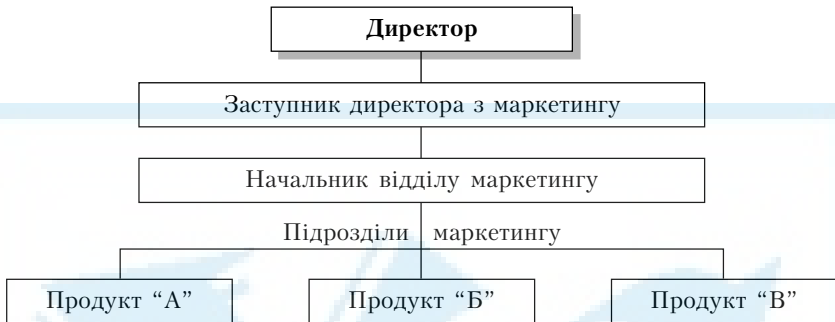 Директор
Заступник директора з маркетингу
Начальник відділу маркетингу
Підрозділи маркетингу
Продукт “А” Продукт “Б” Продукт “В”